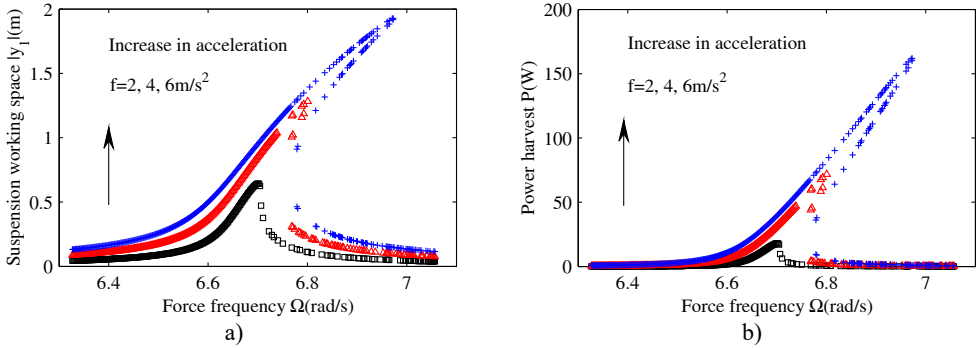 Suspension working space |y₁|(m)
2
1.5
1
0.5
0
Increase in acceleration
f=2, 4, 6m/s²
6.4
6.6
6.8
7
Force frequency Ω(rad/s)
a)
Power harvest P(W)
200
150
100
50
0
Increase in acceleration
f=2, 4, 6m/s²
6.4
6.6
6.8
7
Force frequency Ω(rad/s)
b)